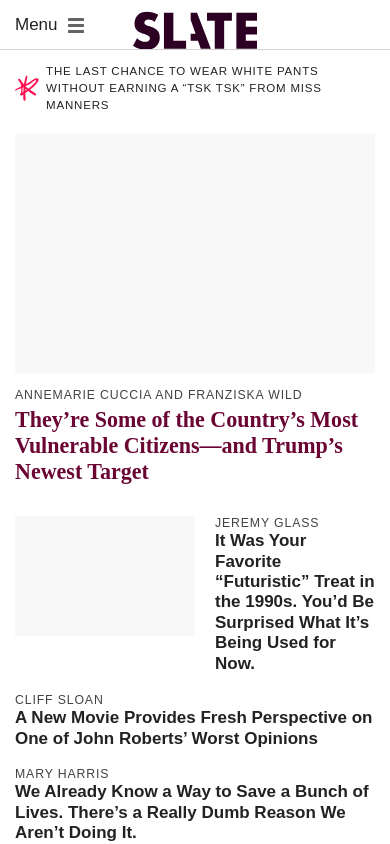 Menu
SLATE
THE LAST CHANCE TO WEAR WHITE PANTS
WITHOUT EARNING A “TSK TSK” FROM MISS
MANNERS
ANNEMARIE CUCCIA AND FRANZISKA WILD
They’re Some of the Country’s Most
Vulnerable Citizens—and Trump’s
Newest Target
JEREMY GLASS
It Was Your
Favorite
“Futuristic” Treat in
the 1990s. You’d Be
Surprised What It’s
Being Used for
Now.
CLIFF SLOAN
A New Movie Provides Fresh Perspective on
One of John Roberts’ Worst Opinions
MARY HARRIS
We Already Know a Way to Save a Bunch of
Lives. There’s a Really Dumb Reason We
Aren’t Doing It.